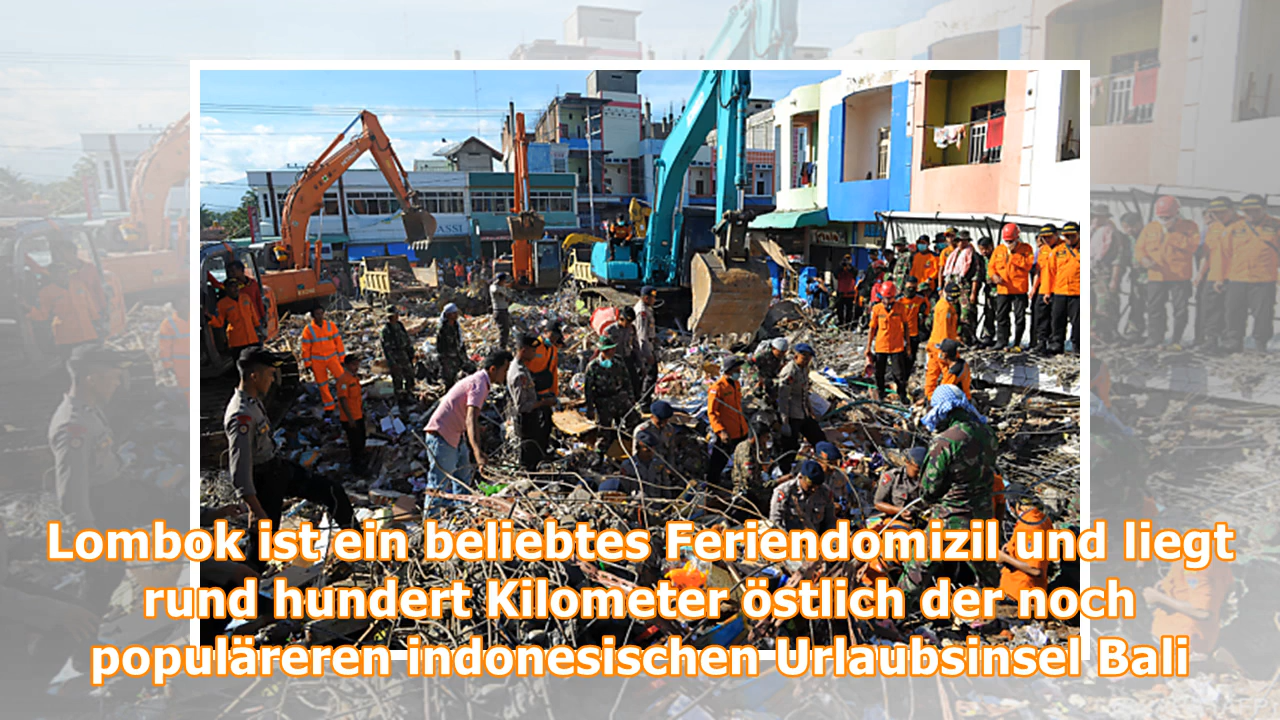 Lombok ist ein beliebtes Feriendomizil und liegt
rund hundert Kilometer östlich der noch
populäreren indonesischen Urlaubsinsel Bali